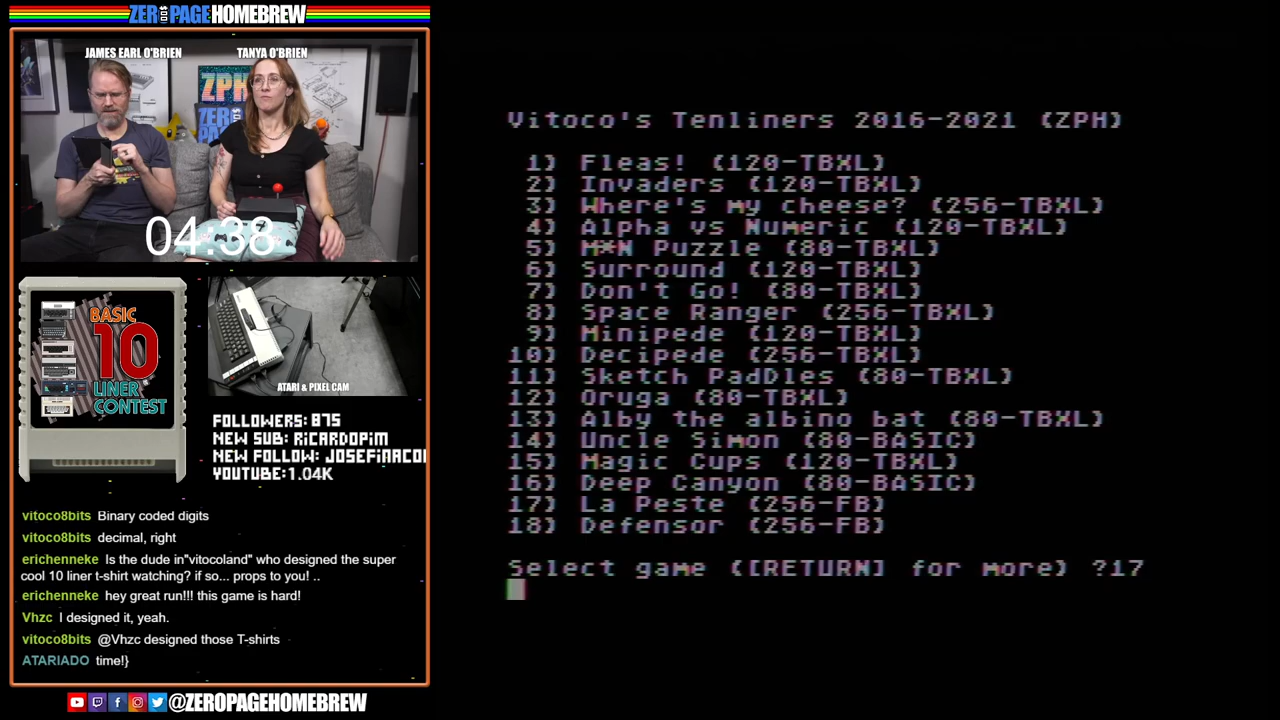 ZEROPAGE HOMEBREW
JAMES EARL O'BRIEN
TANYA O'BRIEN
ZPH
04:38
BASIC
10
LINER
CONTEST
ATARI & PIXEL CAM
FOLLOWERS: 875
NEW SUB: RICARDOPIM
NEW FOLLOW: JOSEFINACO
YOUTUBE: 1.04K
vitoco8bits Binary coded digits
vitoco8bits decimal, right
erichenneke Is the dude in"vitocoland" who designed the super
cool 10 liner t-shirt watching? if so... props to you! ..
erichenneke hey great run!!! this game is hard!
Vhzc I designed it, yeah.
vitoco8bits @Vhzc designed those T-shirts
ATARIADO time!}
@ZEROPAGEHOMEBREW
Vitoco's Tenliners 2016-2021 (ZPH)
1) Fleas! (120-TBXL)
2) Invaders (120-TBXL)
3) Where's my cheese? (256-TBXL)
4) Alpha vs Numeric (120-TBXL)
5) M*N Puzzle (80-TBXL)
6) Surround (120-TBXL)
7) Don't Go! (80-TBXL)
8) Space Ranger (256-TBXL)
9) Minipede (120-TBXL)
10) Decipede (256-TBXL)
11) Sketch PadDles (80-TBXL)
12) Oruga (80-TBXL)
13) Alby the albino bat (80-TBXL)
14) Uncle Simon (80-BASIC)
15) Magic Cups (120-TBXL)
16) Deep Canyon (80-BASIC)
17) La Peste (256-FB)
18) Defensor (256-FB)
Select game ([RETURN] for more) ?17